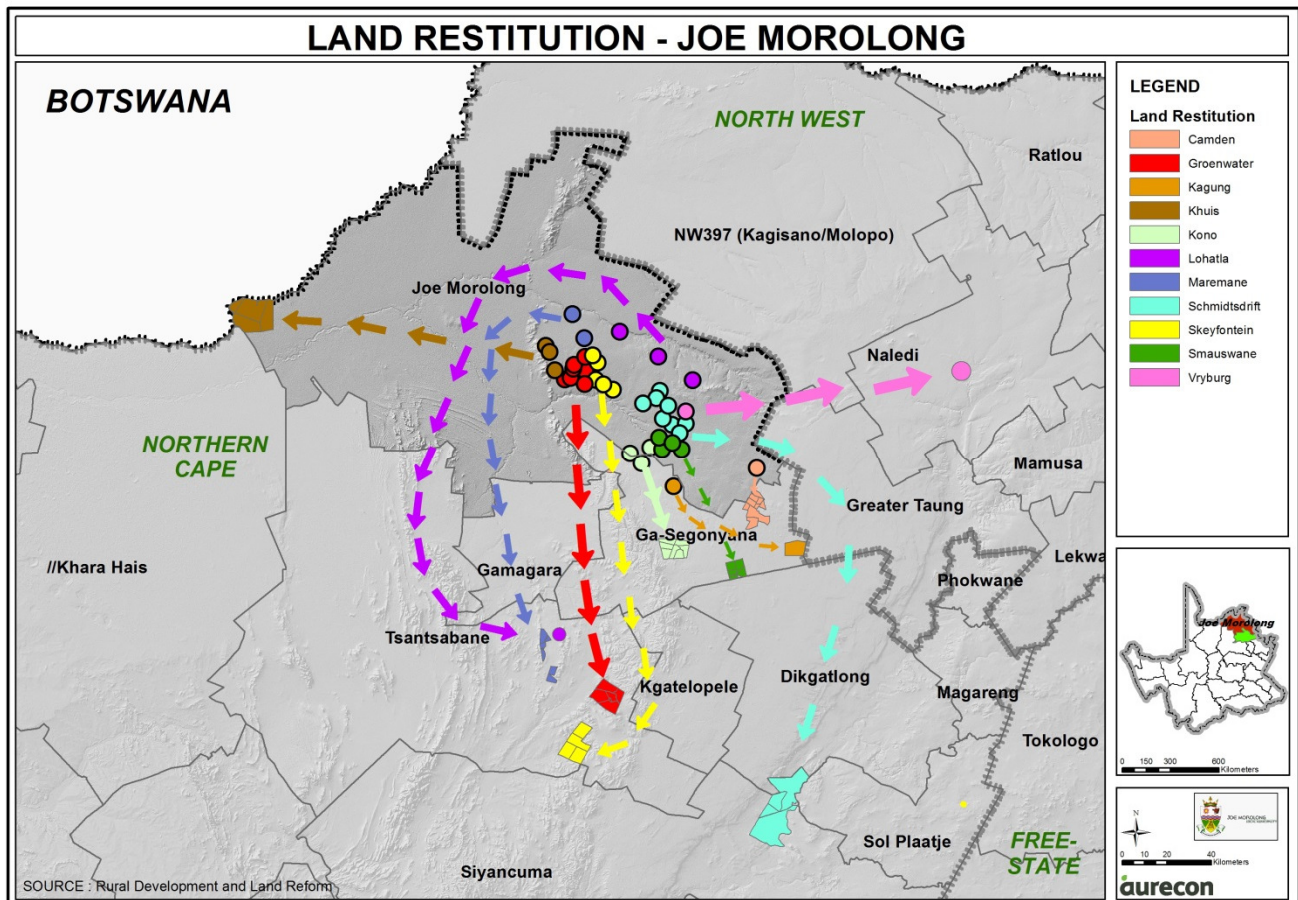 LAND RESTITUTION - JOE MOROLONG
BOTSWANA
NORTH WEST
Ratlou
NW397 (Kagisano/Molopo)
Joe Morolong
Naledi
NORTHERN
CAPE
Mamusa
Greater Taung
Ga-Segonyana
//Khara Hais
Gamagara
Phokwane
Lekwa
Tsantsabane
Kgatelopele
Dikgatlong
Magareng
Tokologo
Sol Plaatje
FREE-
STATE
Siyancuma
SOURCE : Rural Development and Land Reform
LEGEND
Land Restitution
Camden
Groenwater
Kagung
Khuis
Kono
Lohatla
Maremane
Schmidtsdrift
Skeyfontein
Smauswane
Vryburg
Joe Morolong
0 150 300 600
Kilometers
N
JOE MOROLONG
0 10 20 40
Kilometers
aurecon